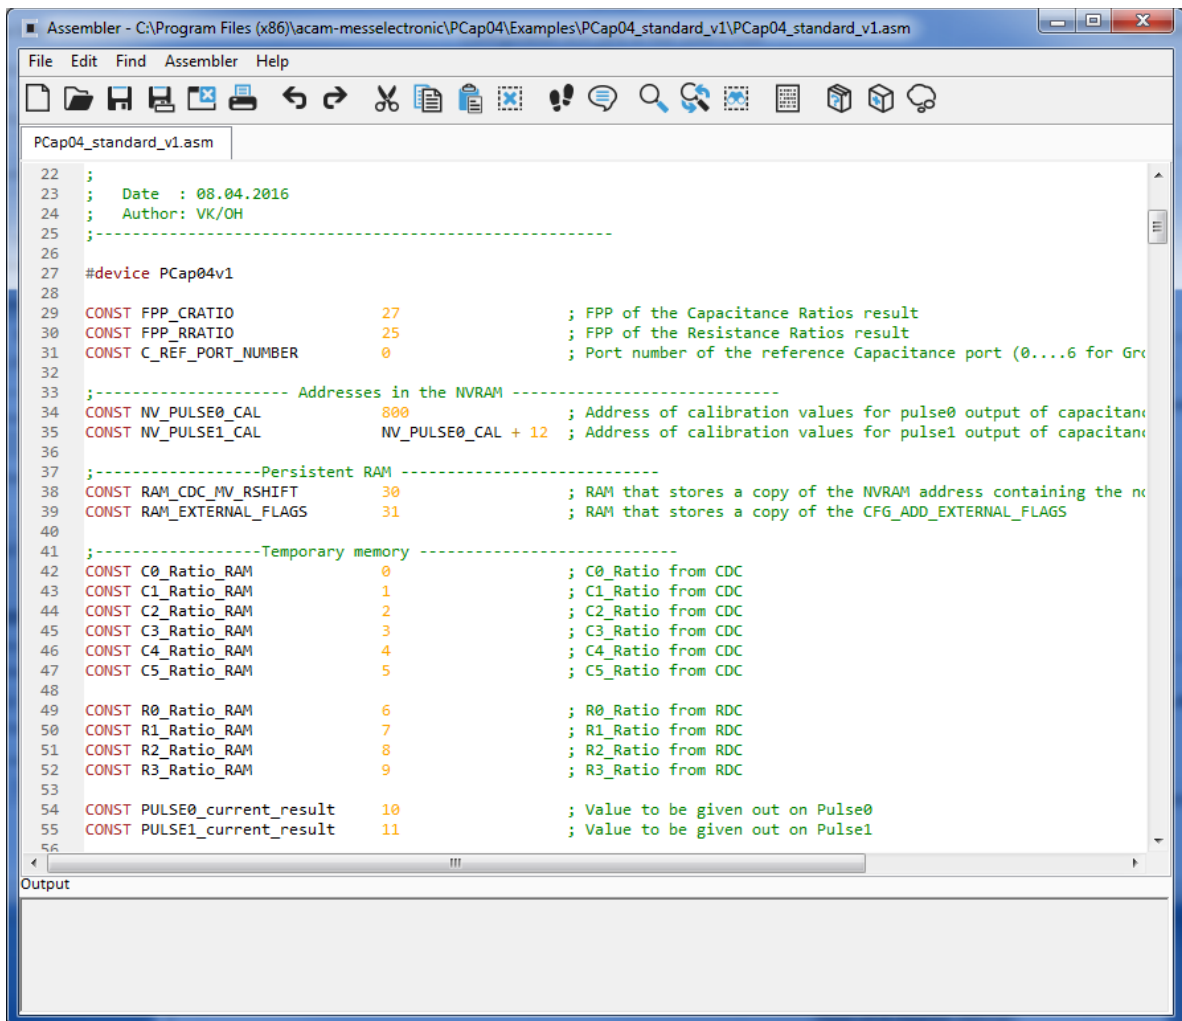 Assembler - C:\Program Files (x86)\acam-messelectronic\PCap04\Examples\PCap04_standard_v1\PCap04_standard_v1.asm
File Edit Find Assembler Help
PCap04_standard_v1.asm
22 ;
23 ;   Date  : 08.04.2016
24 ;   Author: VK/OH
25 ;-------------------------------------------------------
26
27 #device PCap04v1
28
29 CONST FPP_CRATIO 27 ; FPP of the Capacitance Ratios result
30 CONST FPP_RRATIO 25 ; FPP of the Resistance Ratios result
31 CONST C_REF_PORT_NUMBER 0 ; Port number of the reference Capacitance port (0....6 for Gro
32
33 ;--------------------- Addresses in the NVRAM -----------------------------
34 CONST NV_PULSE0_CAL 800 ; Address of calibration values for pulse0 output of capacitanc
35 CONST NV_PULSE1_CAL NV_PULSE0_CAL + 12 ; Address of calibration values for pulse1 output of capacitanc
36
37 ;------------------Persistent RAM ----------------------------
38 CONST RAM_CDC_MV_RSHIFT 30 ; RAM that stores a copy of the NVRAM address containing the no
39 CONST RAM_EXTERNAL_FLAGS 31 ; RAM that stores a copy of the CFG_ADD_EXTERNAL_FLAGS
40
41 ;------------------Temporary memory ----------------------------
42 CONST C0_Ratio_RAM 0 ; C0_Ratio from CDC
43 CONST C1_Ratio_RAM 1 ; C1_Ratio from CDC
44 CONST C2_Ratio_RAM 2 ; C2_Ratio from CDC
45 CONST C3_Ratio_RAM 3 ; C3_Ratio from CDC
46 CONST C4_Ratio_RAM 4 ; C4_Ratio from CDC
47 CONST C5_Ratio_RAM 5 ; C5_Ratio from CDC
48
49 CONST R0_Ratio_RAM 6 ; R0_Ratio from RDC
50 CONST R1_Ratio_RAM 7 ; R1_Ratio from RDC
51 CONST R2_Ratio_RAM 8 ; R2_Ratio from RDC
52 CONST R3_Ratio_RAM 9 ; R3_Ratio from RDC
53
54 CONST PULSE0_current_result 10 ; Value to be given out on Pulse0
55 CONST PULSE1_current_result 11 ; Value to be given out on Pulse1
56
Output